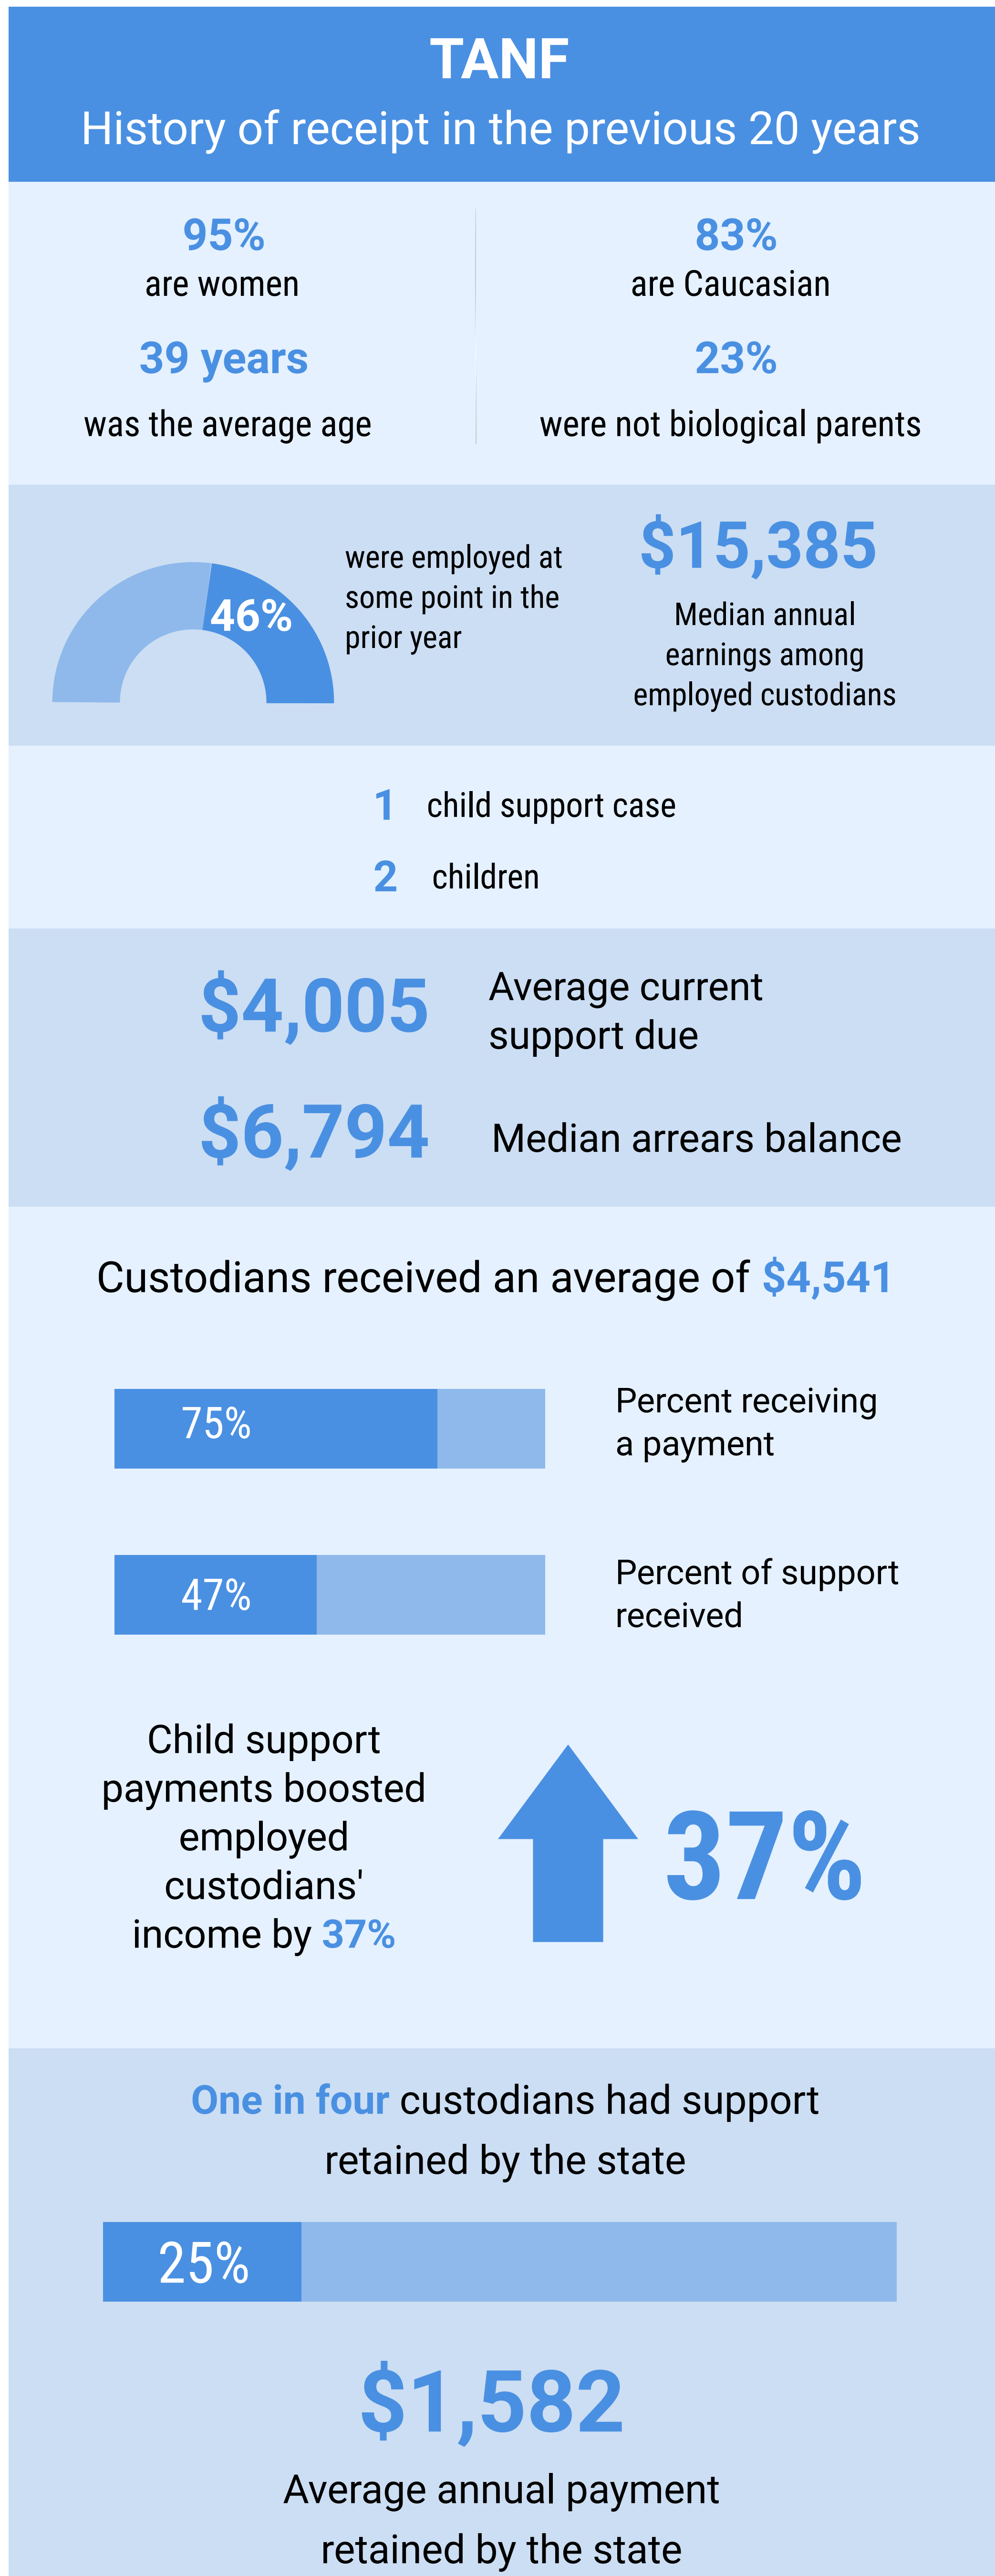 TANF
History of receipt in the previous 20 years
95%
are women
83%
are Caucasian
39 years
was the average age
23%
were not biological parents
46%
were employed at
some point in the
prior year
$15,385
Median annual
earnings among
employed custodians
1 child support case
2 children
$4,005
Average current
support due
$6,794 Median arrears balance
Custodians received an average of $4,541
75%
Percent receiving
a payment
47%
Percent of support
received
Child support
payments boosted
employed
custodians'
income by 37%
37%
One in four custodians had support
retained by the state
25%
$1,582
Average annual payment
retained by the state